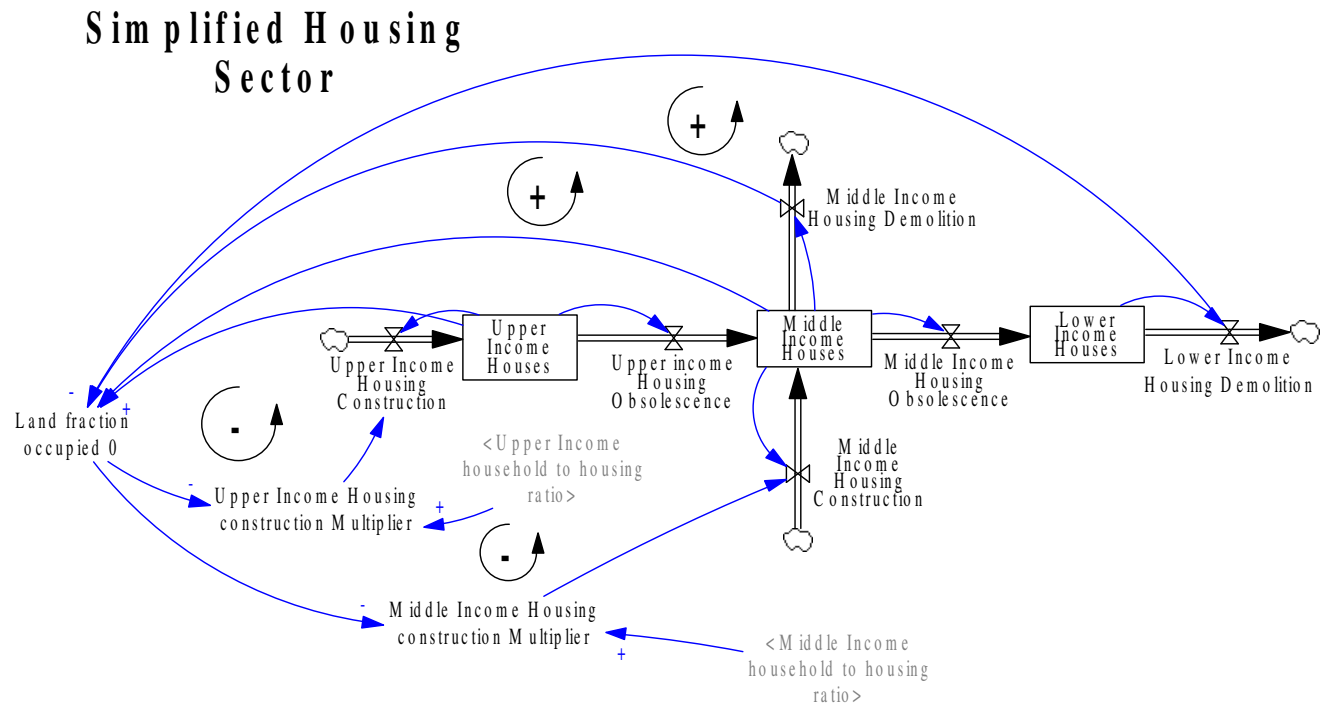 Simplified Housing
Sector
+
+
Middle Income
Housing Demolition
Upper
Income
Houses
Middle
Income
Houses
Lower
Income
Houses
Upper Income
Housing
Construction
Upper income
Housing
Obsolescence
Middle Income
Housing
Obsolescence
Lower Income
Housing Demolition
-
+
Land fraction
occupied 0
-
<Upper Income
household to housing
ratio>
Middle
Income
Housing
Construction
-
Upper Income Housing
construction Multiplier
+
-
-
Middle Income Housing
construction Multiplier
+
<Middle Income
household to housing
ratio>